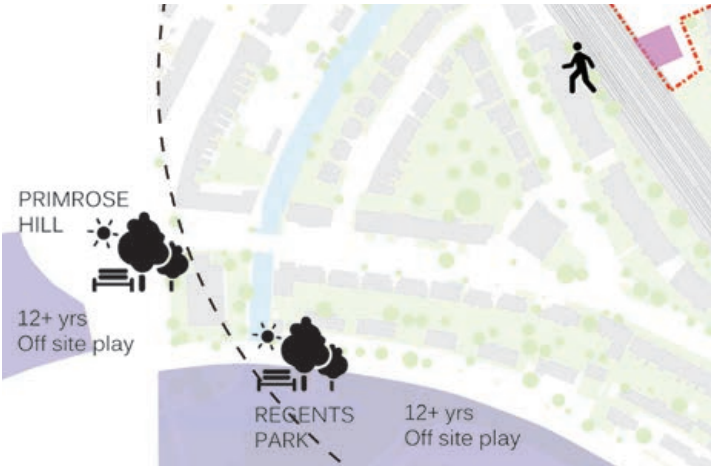 PRIMROSE
HILL
12+ yrs
Off site play
REGENTS
PARK
12+ yrs
Off site play